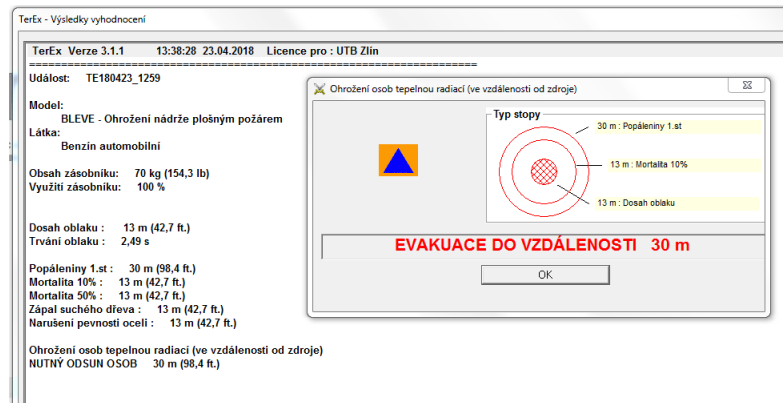 TerEx - Výsledky vyhodnocení
TerEx Verze 3.1.1 13:38:28 23.04.2018 Licence pro : UTB Zlín
==========================================================================
Událost: TE180423_1259
Model:
BLEVE - Ohrožení nádrže plošným požárem
Látka:
Benzín automobilní
Obsah zásobníku: 70 kg (154,3 lb)
Využití zásobníku: 100 %
Dosah oblaku : 13 m (42,7 ft.)
Trvání oblaku : 2,49 s
Popáleniny 1.st : 30 m (98,4 ft.)
Mortalita 10% : 13 m (42,7 ft.)
Mortalita 50% : 13 m (42,7 ft.)
Zápal suchého dřeva : 13 m (42,7 ft.)
Narušení pevnosti oceli : 13 m (42,7 ft.)
Ohrožení osob tepelnou radiací (ve vzdálenosti od zdroje)
NUTNÝ ODSUN OSOB 30 m (98,4 ft.)
Ohrožení osob tepelnou radiací (ve vzdálenosti od zdroje)
Typ stopy
30 m : Popáleniny 1.st
13 m : Mortalita 10%
13 m : Dosah oblaku
EVAKUACE DO VZDÁLENOSTI 30 m
OK